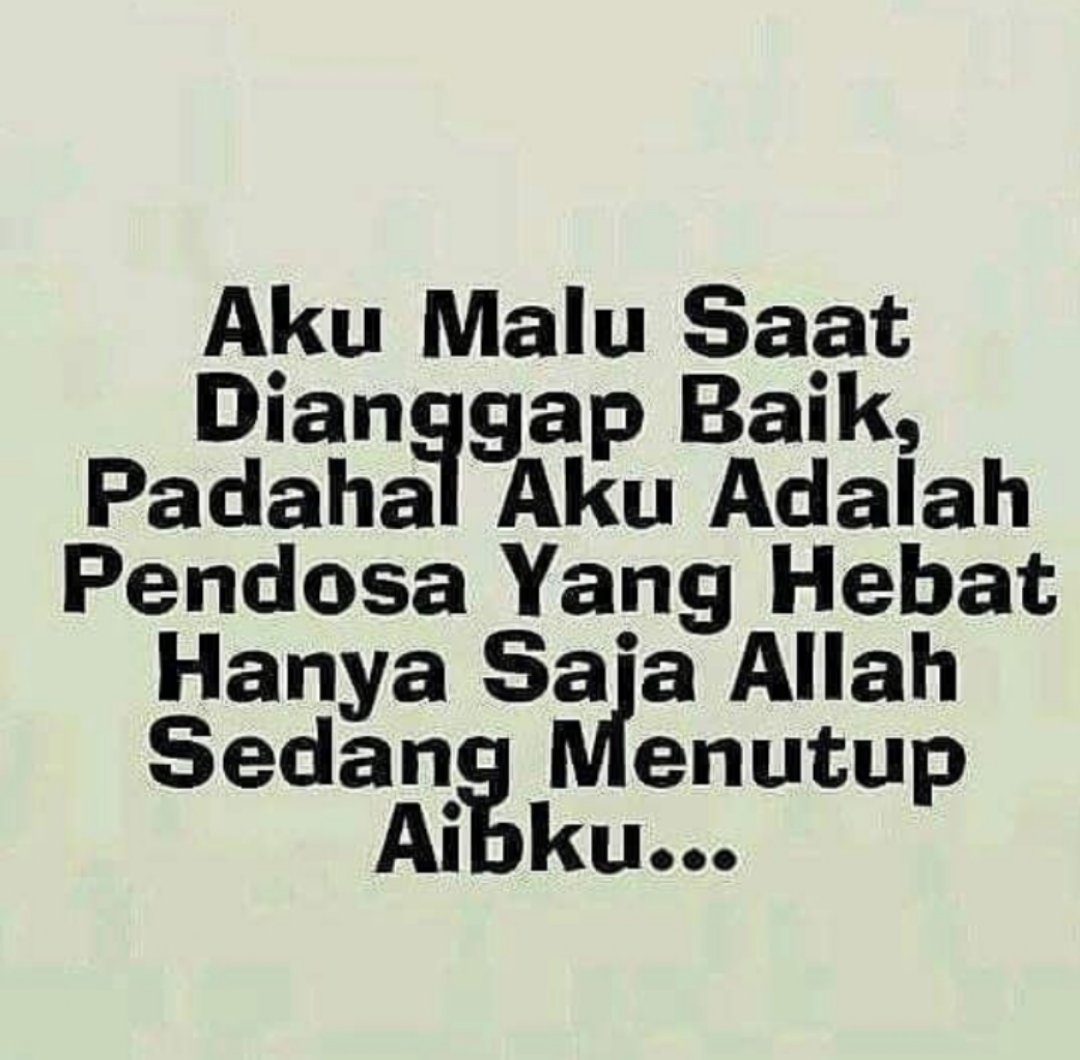 Aku Malu Saat
Dianggap Baik,
Padahal Aku Adalah
Pendosa Yang Hebat
Hanya Saja Allah
Sedang Menutup
Aibku...